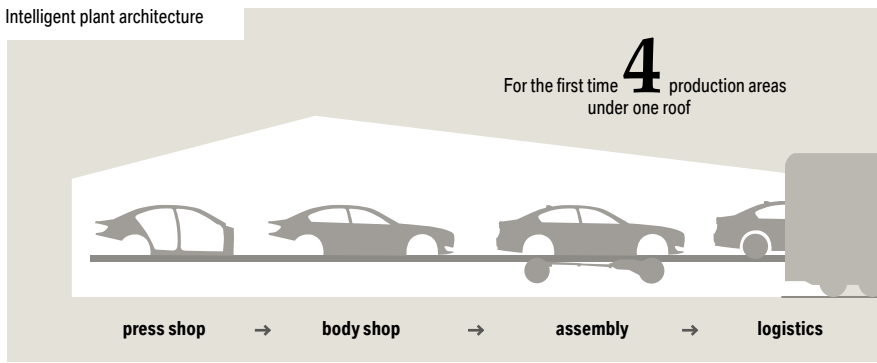 Intelligent plant architecture
For the first time 4 production areas
under one roof
press shop → body shop → assembly → logistics